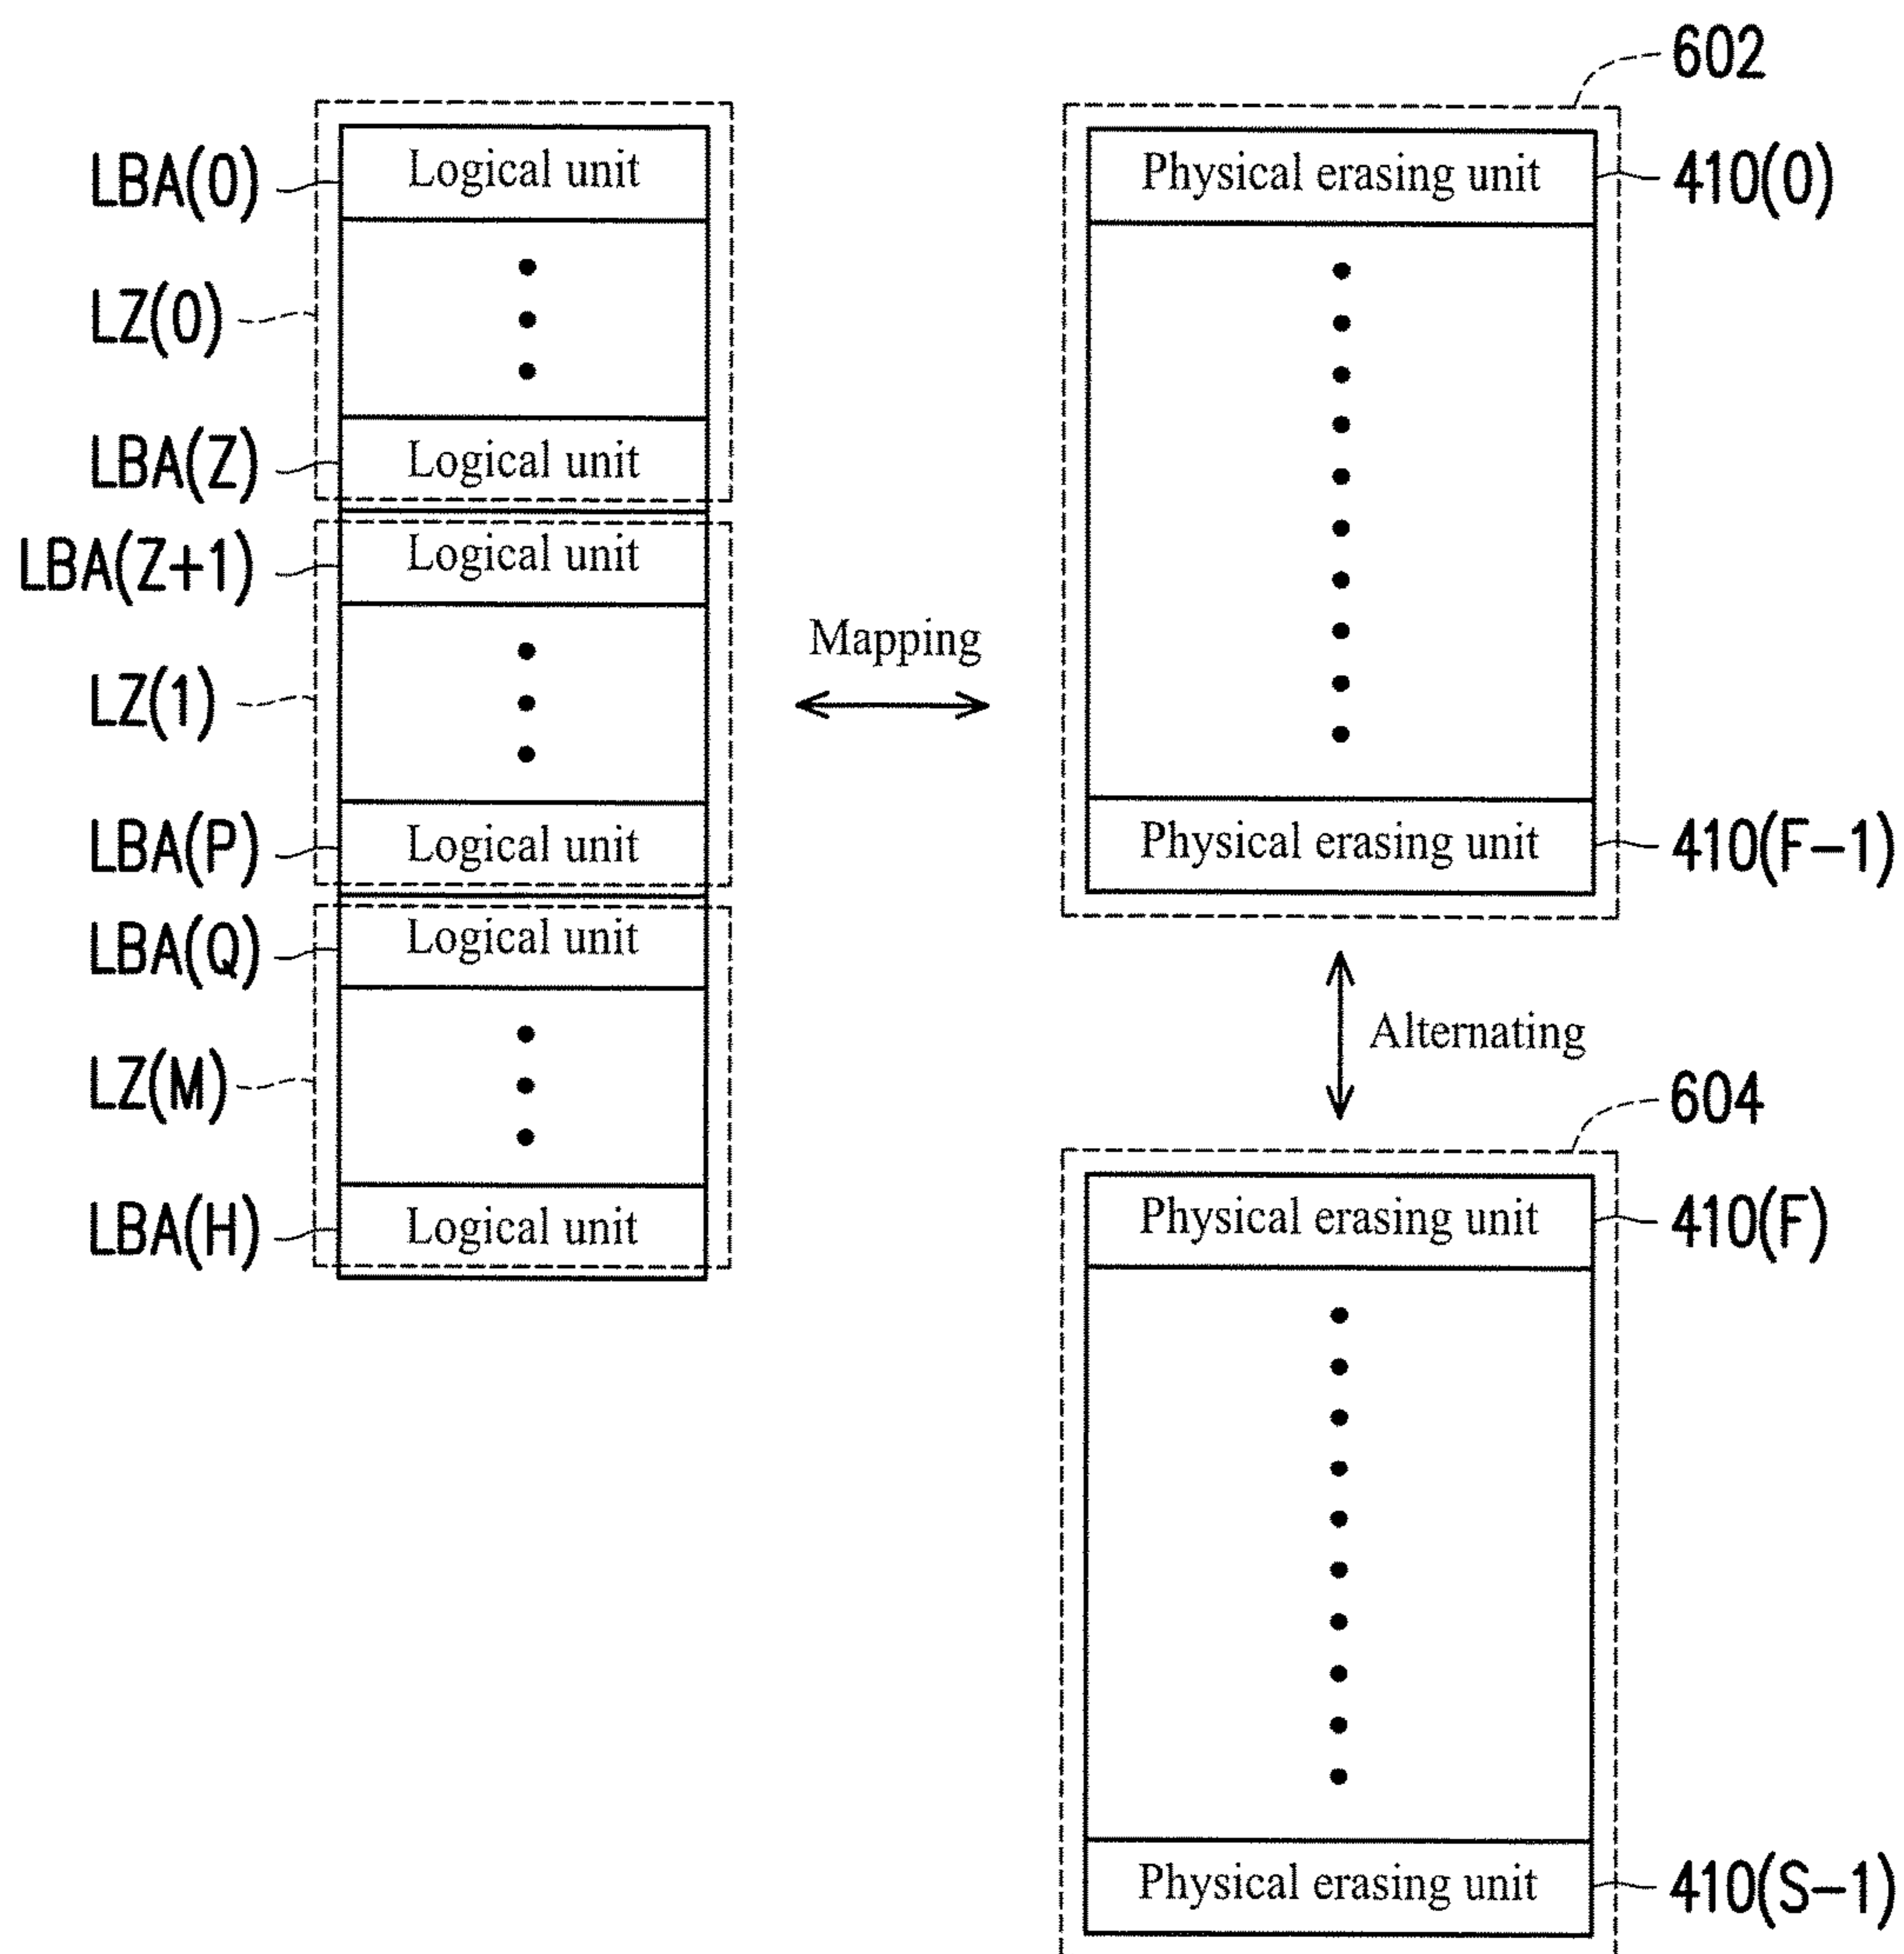 602
LBA(0) Logical unit
Physical erasing unit 410(0)
LZ(0)
LBA(Z) Logical unit
LBA(Z+1) Logical unit
Mapping
LZ(1)
LBA(P) Logical unit
Physical erasing unit 410(F-1)
LBA(Q) Logical unit
Alternating
LZ(M)
604
LBA(H) Logical unit
Physical erasing unit 410(F)
Physical erasing unit 410(S-1)